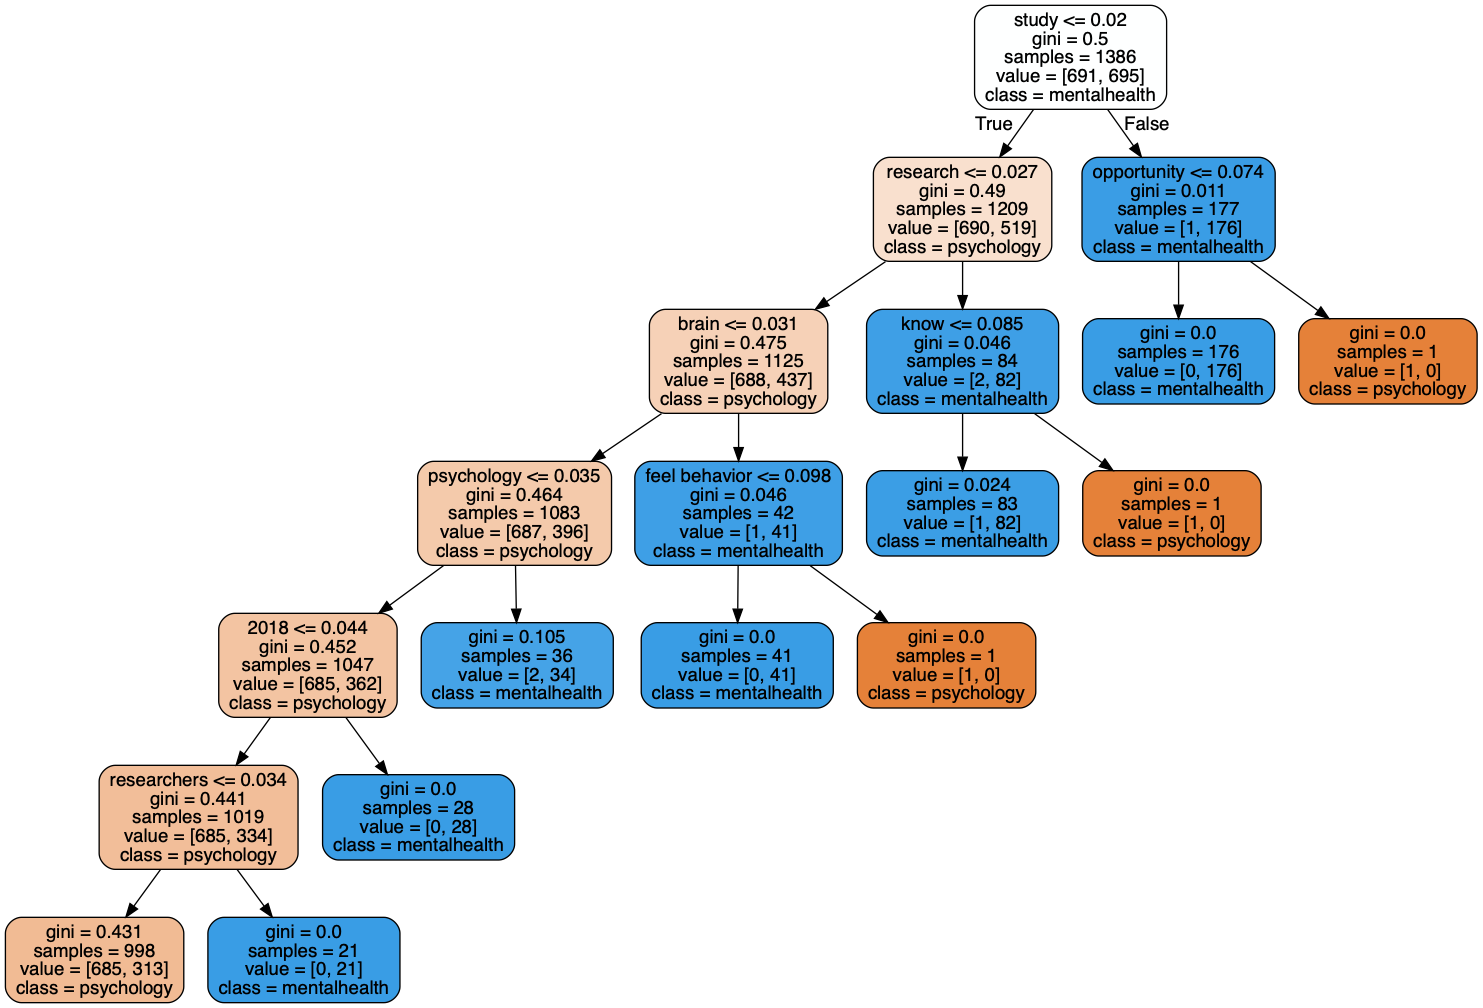 study <= 0.02
gini = 0.5
samples = 1386
value = [691, 695]
class = mentalhealth
True
False
research <= 0.027
gini = 0.49
samples = 1209
value = [690, 519]
class = psychology
opportunity <= 0.074
gini = 0.011
samples = 177
value = [1, 176]
class = mentalhealth
brain <= 0.031
gini = 0.475
samples = 1125
value = [688, 437]
class = psychology
know <= 0.085
gini = 0.046
samples = 84
value = [2, 82]
class = mentalhealth
gini = 0.0
samples = 176
value = [0, 176]
class = mentalhealth
gini = 0.0
samples = 1
value = [1, 0]
class = psychology
psychology <= 0.035
gini = 0.464
samples = 1083
value = [687, 396]
class = psychology
feel behavior <= 0.098
gini = 0.046
samples = 42
value = [1, 41]
class = mentalhealth
gini = 0.024
samples = 83
value = [1, 82]
class = mentalhealth
gini = 0.0
samples = 1
value = [1, 0]
class = psychology
2018 <= 0.044
gini = 0.452
samples = 1047
value = [685, 362]
class = psychology
gini = 0.105
samples = 36
value = [2, 34]
class = mentalhealth
gini = 0.0
samples = 41
value = [0, 41]
class = mentalhealth
gini = 0.0
samples = 1
value = [1, 0]
class = psychology
researchers <= 0.034
gini = 0.441
samples = 1019
value = [685, 334]
class = psychology
gini = 0.0
samples = 28
value = [0, 28]
class = mentalhealth
gini = 0.431
samples = 998
value = [685, 313]
class = psychology
gini = 0.0
samples = 21
value = [0, 21]
class = mentalhealth